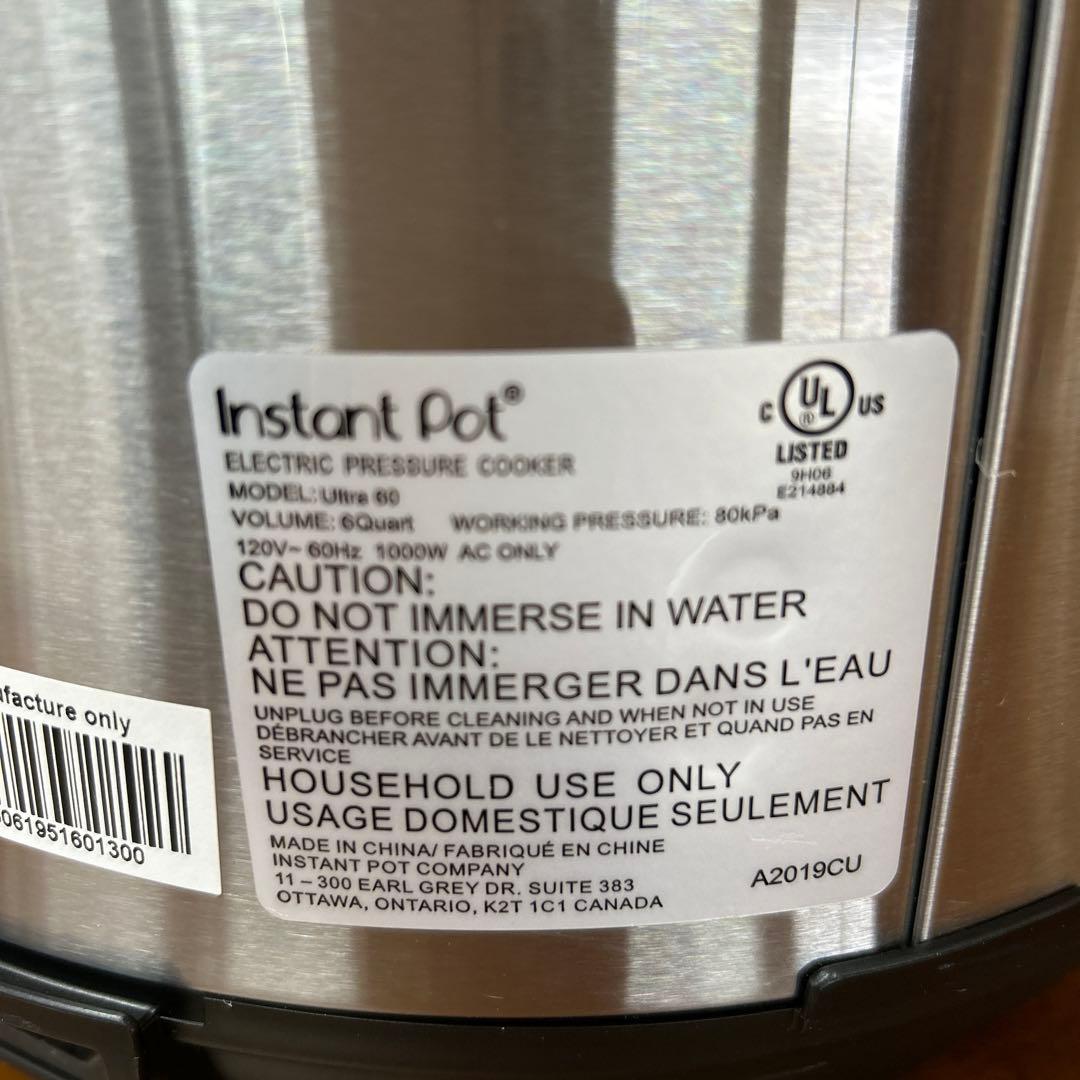 Instant Pot®
ELECTRIC PRESSURE COOKER
MODEL: Ultra 60
VOLUME: 6Quart WORKING PRESSURE: 80kPa
120V~ 60Hz 1000W AC ONLY
C UL ® US
LISTED
9H06
E214884
CAUTION:
DO NOT IMMERSE IN WATER
ATTENTION:
NE PAS IMMERGER DANS L'EAU
UNPLUG BEFORE CLEANING AND WHEN NOT IN USE
DÉBRANCHER AVANT DE LE NETTOYER ET QUAND PAS EN
SERVICE
HOUSEHOLD USE ONLY
USAGE DOMESTIQUE SEULEMENT
MADE IN CHINA/ FABRIQUÉ EN CHINE
INSTANT POT COMPANY
11 – 300 EARL GREY DR. SUITE 383
OTTAWA, ONTARIO, K2T 1C1 CANADA
A2019CU
facture only
061951601300